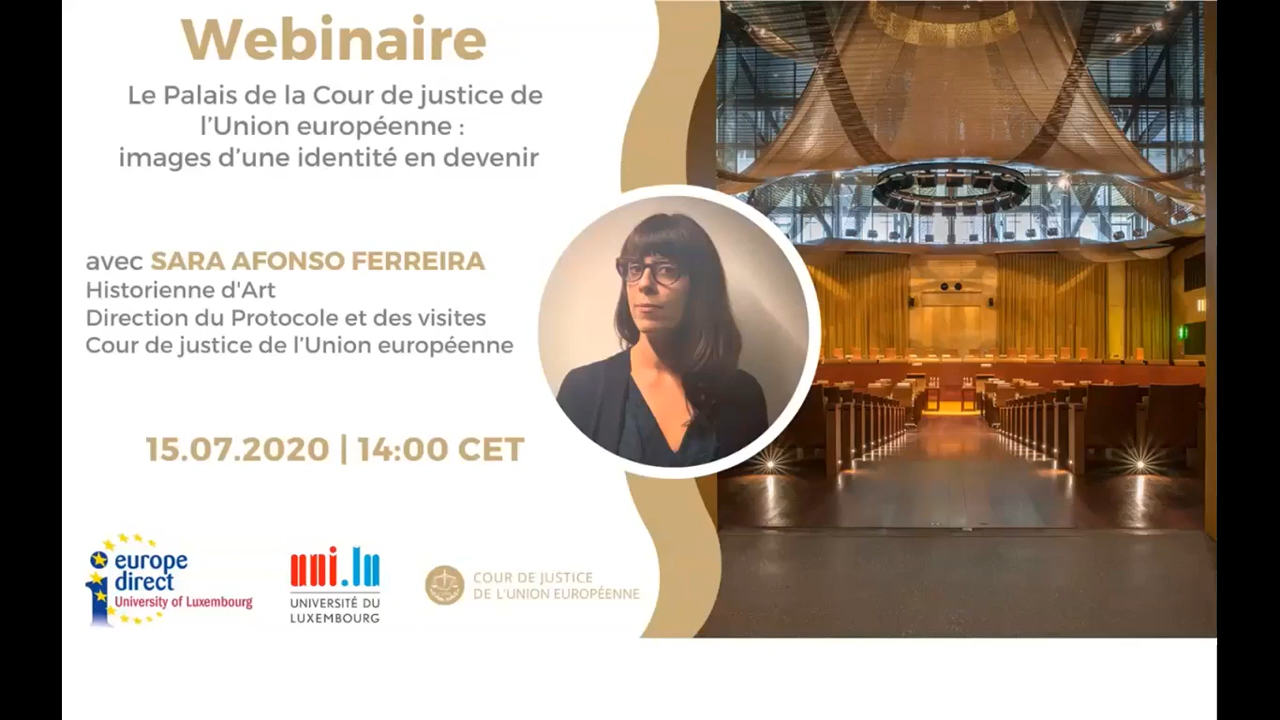 Webinaire
Le Palais de la Cour de justice de
l’Union européenne :
images d’une identité en devenir
avec SARA AFONSO FERREIRA
Historienne d'Art
Direction du Protocole et des visites
Cour de justice de l’Union européenne
15.07.2020 | 14:00 CET
europe
direct
University of Luxembourg
uni.lu
UNIVERSITÉ DU
LUXEMBOURG
COUR DE JUSTICE
DE L’UNION EUROPÉENNE